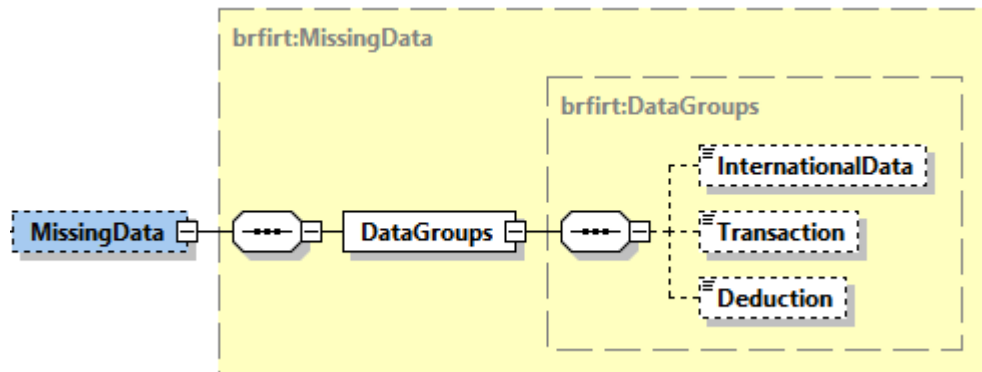 brfirt:MissingData
brfirt:DataGroups
InternationalData
MissingData
DataGroups
Transaction
Deduction